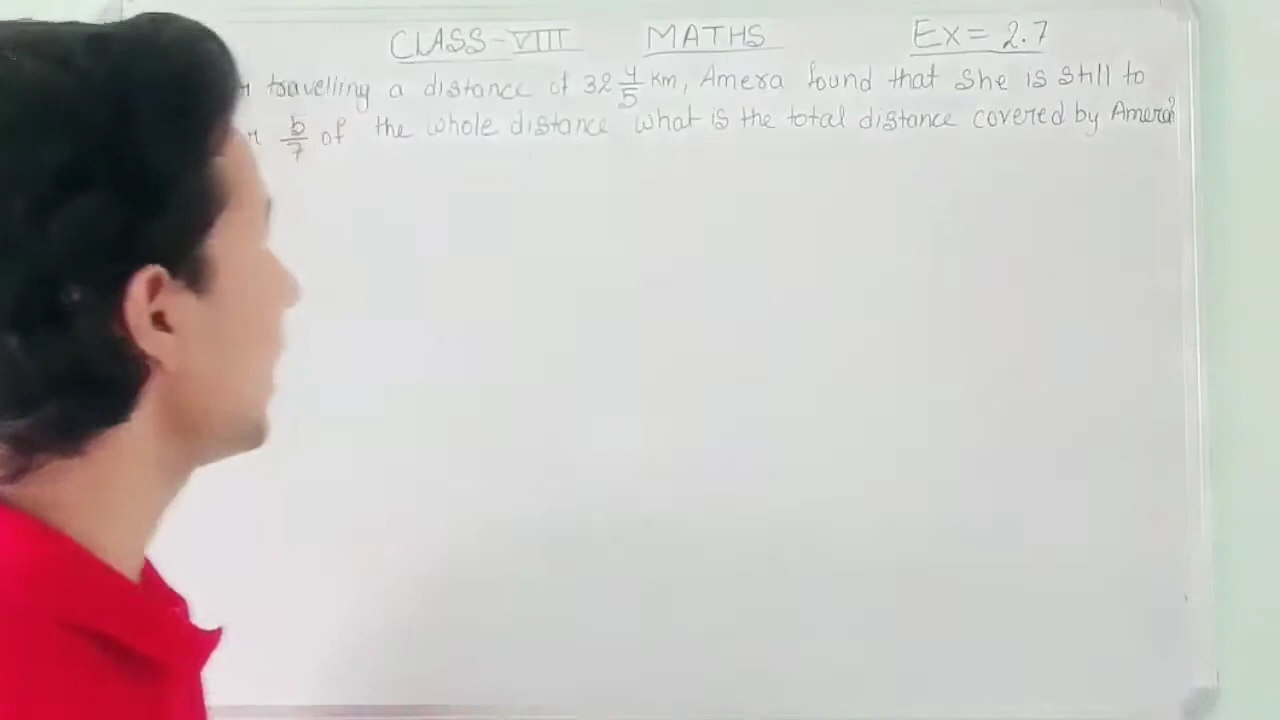 CLASS-VIII MATHS Ex= 2.7
travelling a distance of 32 4/5 km, Amera found that she is still to
6/7 of the whole distance what is the total distance covered by Amera?